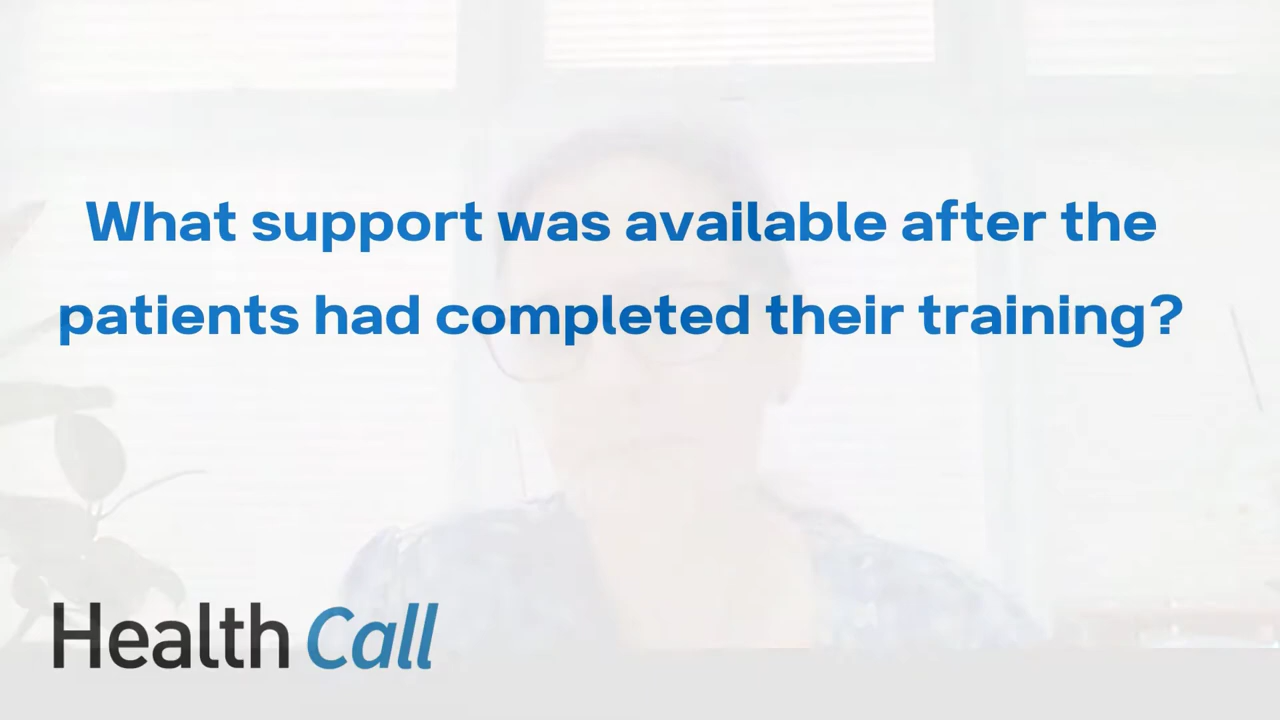 What support was available after the
patients had completed their training?
Health Call